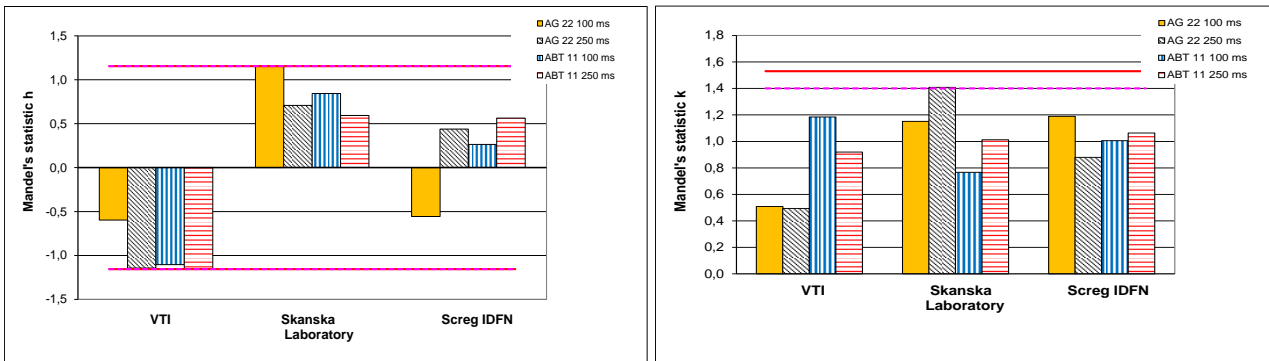 Mandel's statistic h
1,5
1,0
0,5
0,0
-0,5
-1,0
-1,5
AG 22 100 ms
AG 22 250 ms
ABT 11 100 ms
ABT 11 250 ms
VTI
Skanska
Screg IDFN
Laboratory
Mandel's statistic k
1,8
1,6
1,4
1,2
1,0
0,8
0,6
0,4
0,2
0,0
AG 22 100 ms
AG 22 250 ms
ABT 11 100 ms
ABT 11 250 ms
VTI
Skanska
Screg IDFN
Laboratory